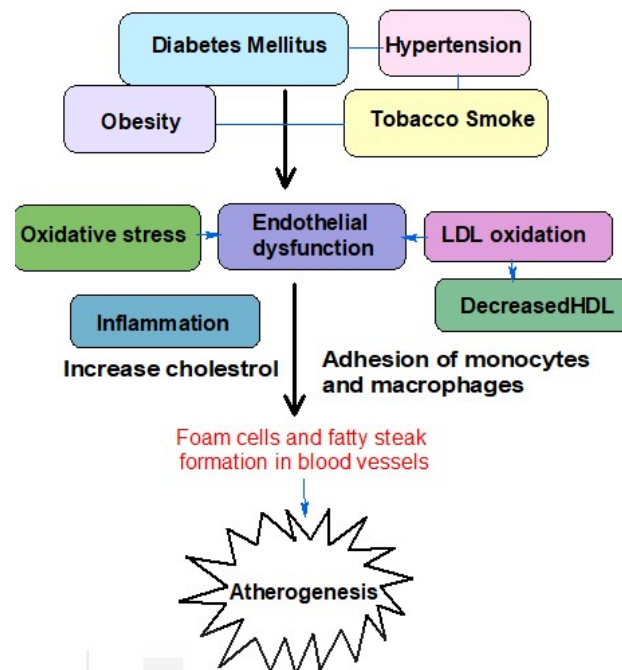 Diabetes Mellitus
Hypertension
Obesity
Tobacco Smoke
Oxidative stress
Endothelial
dysfunction
LDL oxidation
DecreasedHDL
Inflammation
Increase cholestrol
Adhesion of monocytes
and macrophages
Foam cells and fatty steak
formation in blood vessels
Atherogenesis